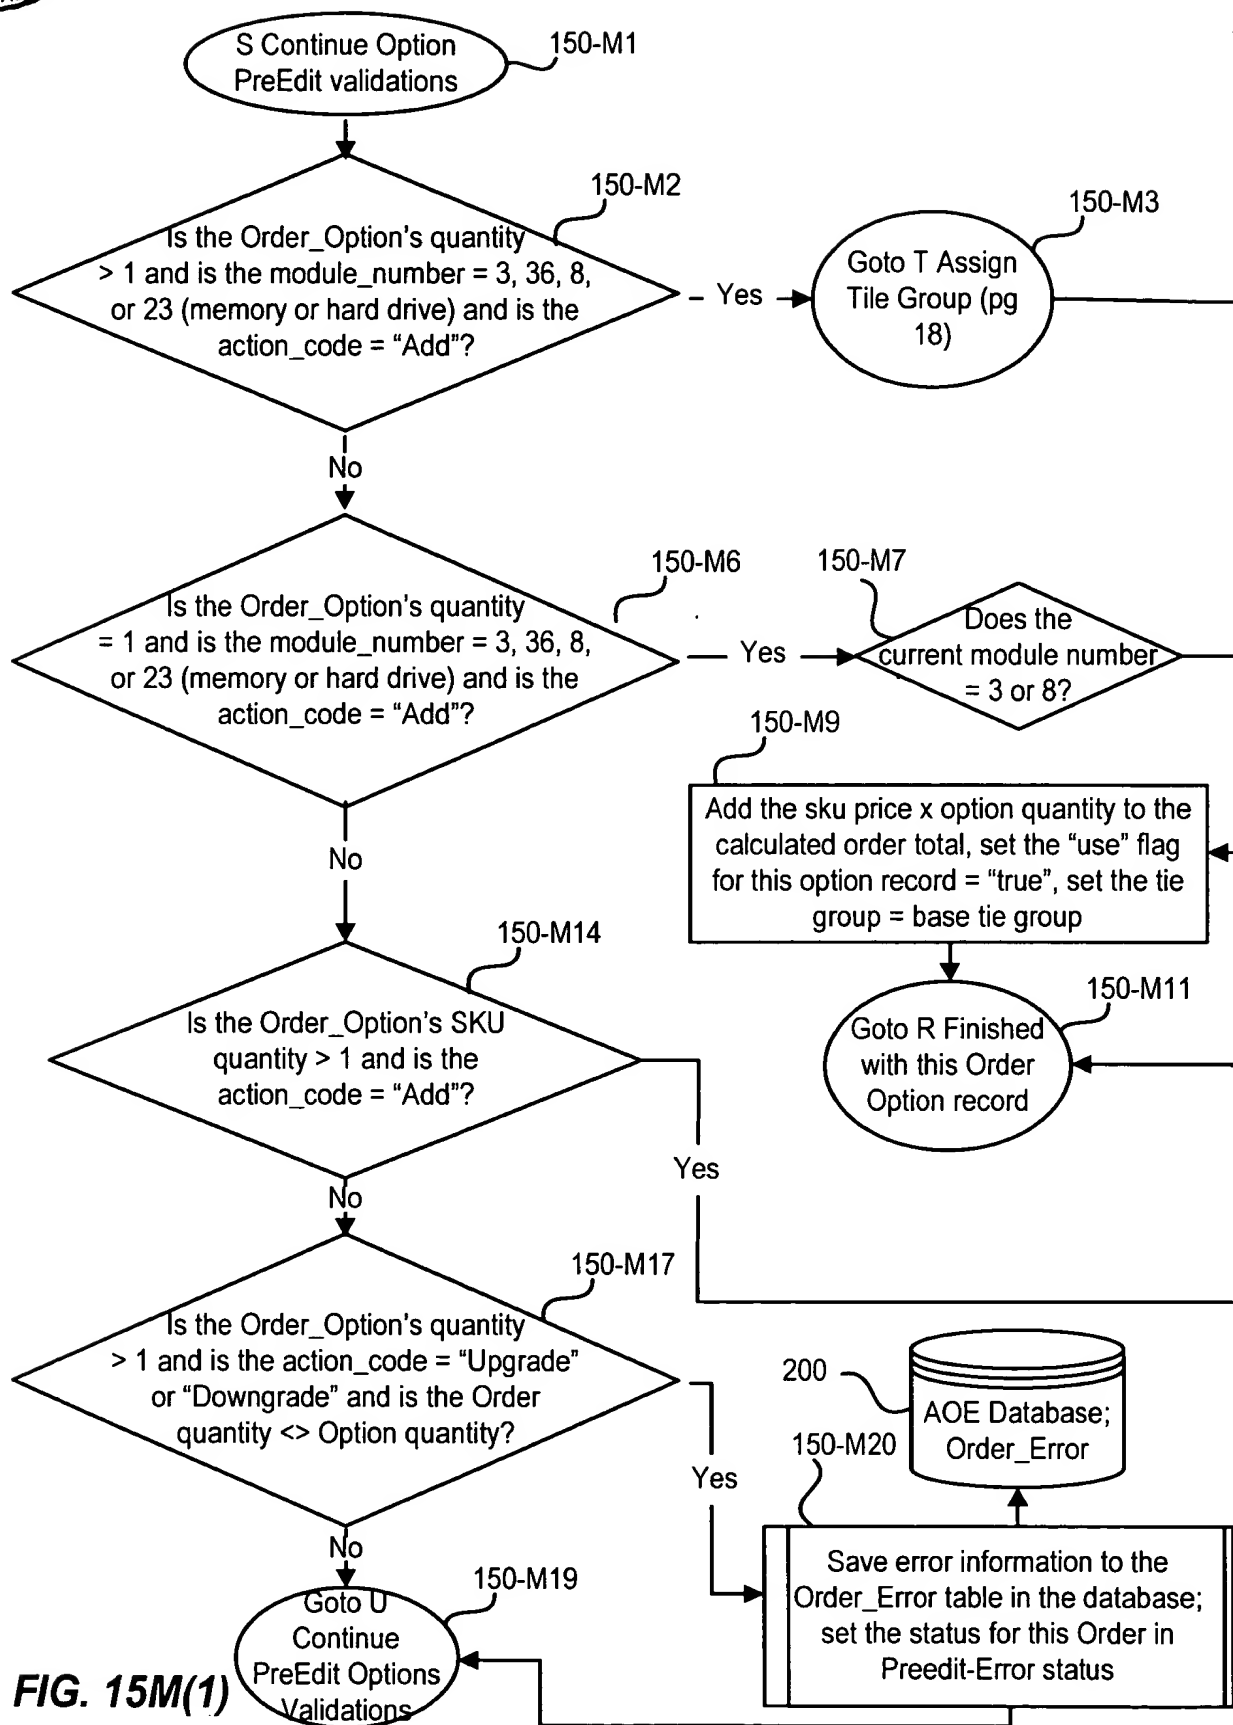 S Continue Option
PreEdit validations
150-M1
150-M2
Is the Order_Option's quantity
> 1 and is the module_number = 3, 36, 8,
or 23 (memory or hard drive) and is the
action_code = “Add”?
Yes
150-M3
Goto T Assign
Tile Group (pg
18)
No
150-M6
Is the Order_Option's quantity
= 1 and is the module_number = 3, 36, 8,
or 23 (memory or hard drive) and is the
action_code = “Add”?
Yes
150-M7
Does the
current module number
= 3 or 8?
150-M9
Add the sku price x option quantity to the
calculated order total, set the “use” flag
for this option record = “true”, set the tie
group = base tie group
No
150-M14
Is the Order_Option's SKU
quantity > 1 and is the
action_code = “Add”?
150-M11
Goto R Finished
with this Order
Option record
Yes
No
150-M17
Is the Order_Option's quantity
> 1 and is the action_code = “Upgrade”
or “Downgrade” and is the Order
quantity <> Option quantity?
Yes
200
AOE Database;
Order_Error
150-M20
Save error information to the
Order_Error table in the database;
set the status for this Order in
Preedit-Error status
No
150-M19
Goto U
Continue
PreEdit Options
Validations
FIG. 15M(1)